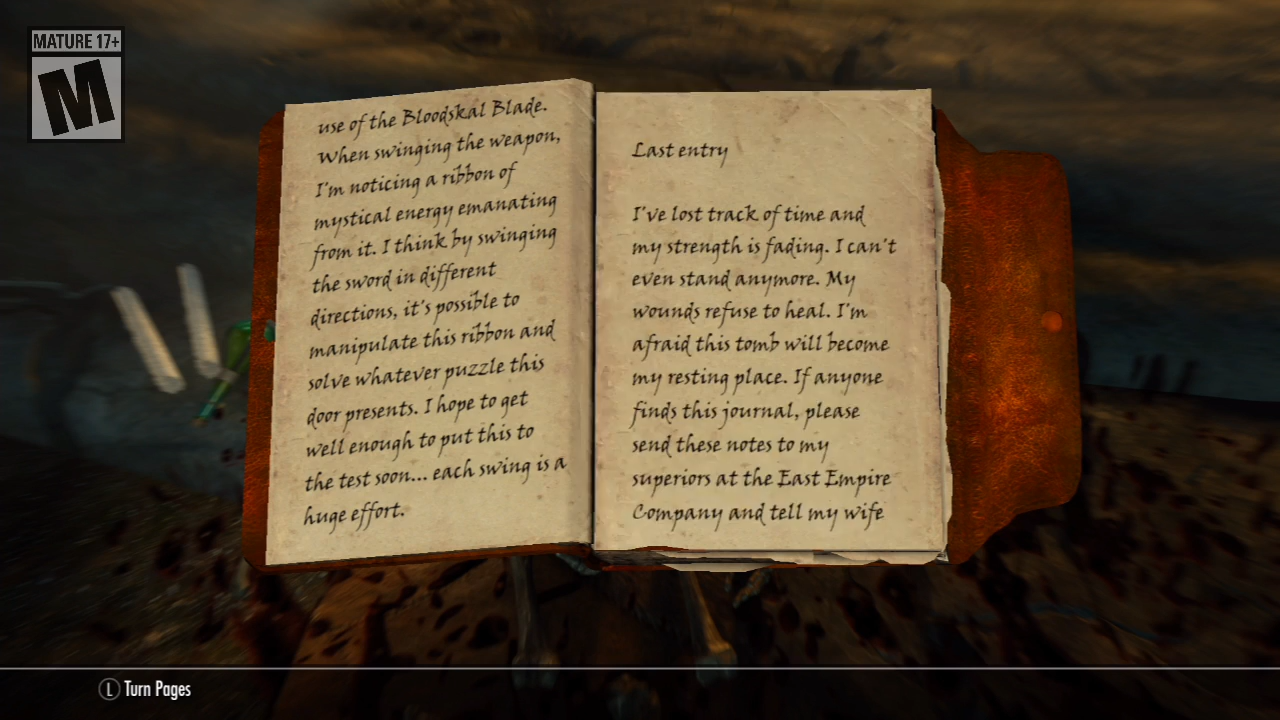 MATURE 17+
M
use of the Bloodskal Blade.
When swinging the weapon,
I'm noticing a ribbon of
mystical energy emanating
from it. I think by swinging
the sword in different
directions, it's possible to
manipulate this ribbon and
solve whatever puzzle this
door presents. I hope to get
well enough to put this to
the test soon... each swing is a
huge effort.
Last entry
I've lost track of time and
my strength is fading. I can't
even stand anymore. My
wounds refuse to heal. I'm
afraid this tomb will become
my resting place. If anyone
finds this journal, please
send these notes to my
superiors at the East Empire
Company and tell my wife
L Turn Pages